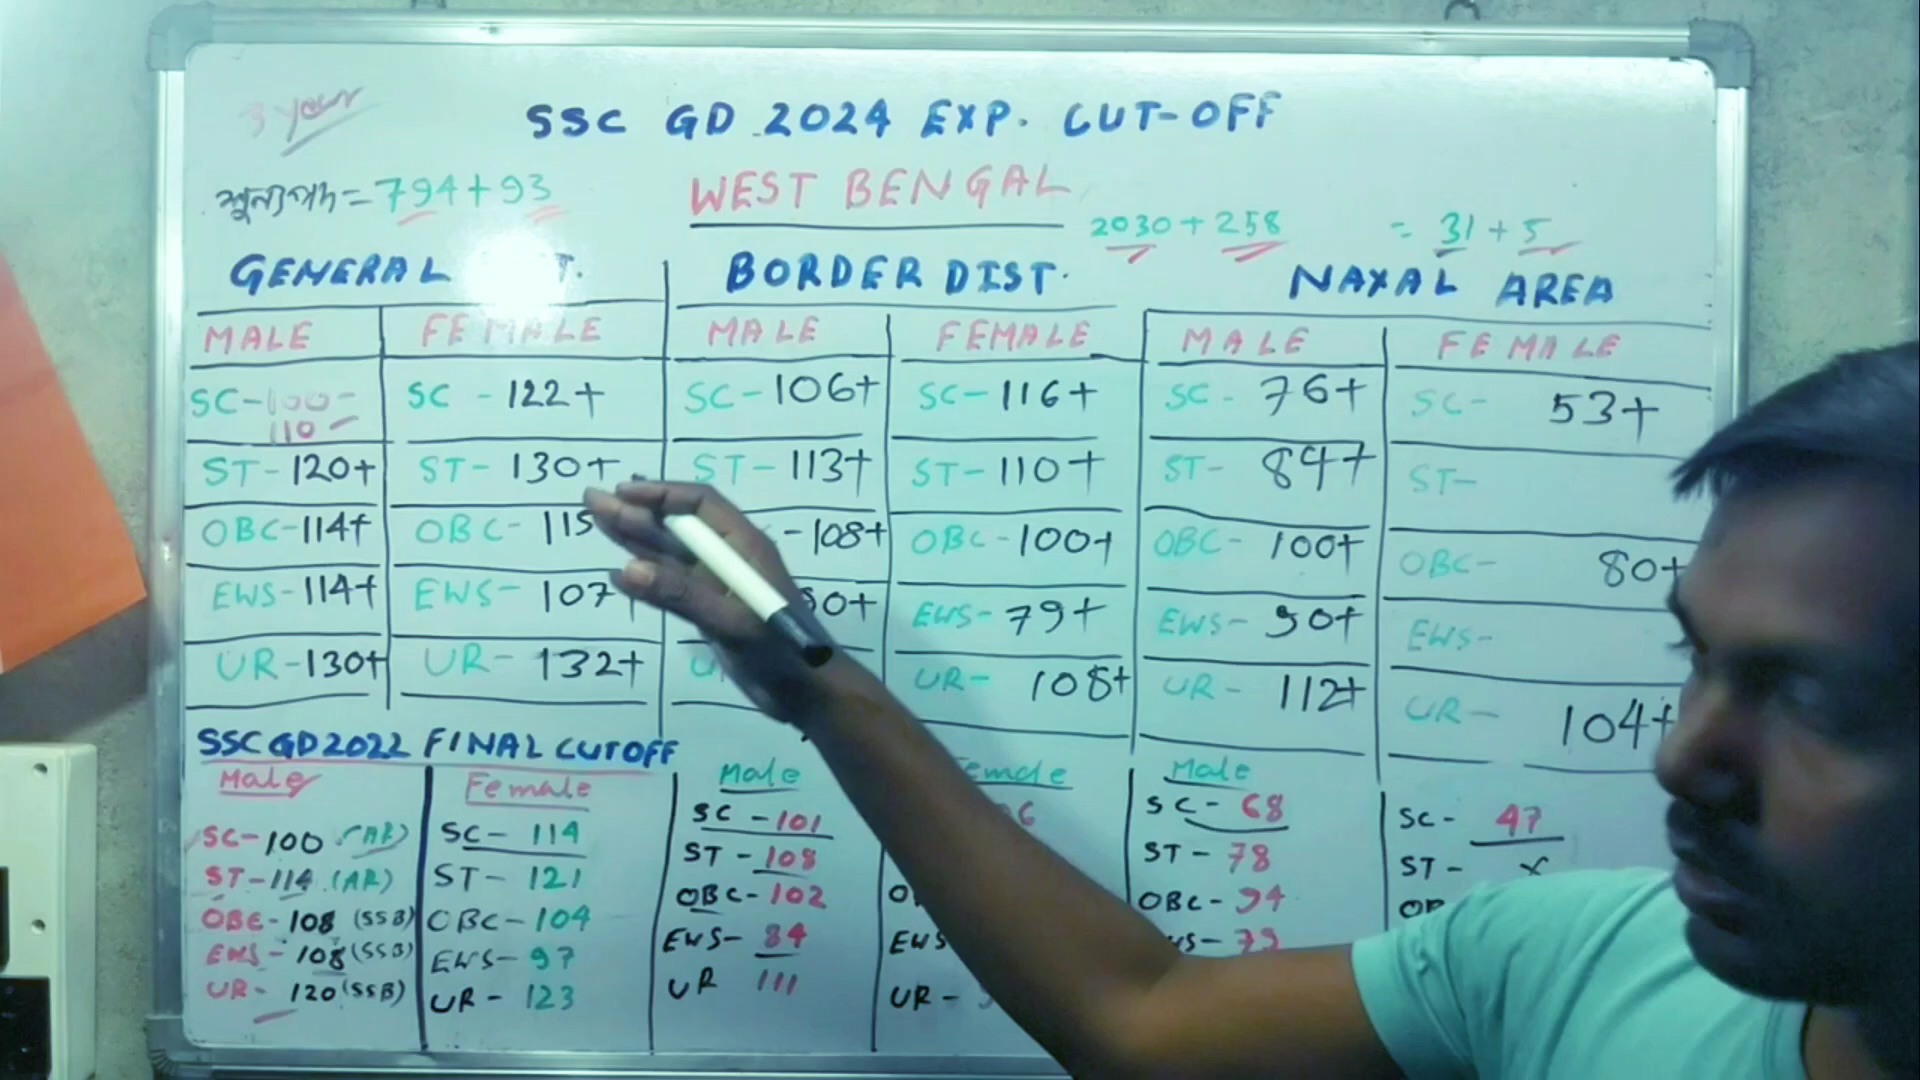 3 year
SSC GD 2024 EXP. CUT-OFF
শূন্যপদ = 794+93
WEST BENGAL
2030+258
= 31+5
GENERAL T.
BORDER DIST.
NAXAL AREA
MALE FEMALE MALE FEMALE MALE FEMALE
SC-100- SC - 122+ SC-106+ SC-116+ SC- 76+ SC- 53+
110 -
ST-120+ ST- 130+ ST-113+ ST-110+ ST- 84+ ST-
OBC-114+ OBC- 115 -108+ OBC-100+ OBC- 100+ OBC- 80+
EWS-114+ EWS- 107+ 0+ EWS-79+ EWS- 90+ EWS-
UR-130+ UR- 132+ UR- 108+ UR- 112+ UR- 104+
SSC GD 2022 FINAL CUTOFF
Male Female Male Female Male
SC-100 (AR) SC- 114 SC -101 6 SC- 68 SC- 47
ST-114 (AR) ST- 121 ST -108 ST- 78 ST- x
OBC-108 (SSB) OBC-104 OBC-102 OBC-94
EWS-108 (SSB) EWS-97 EWS-84 EWS WS-79
UR- 120 (SSB) UR- 123 UR 111 UR-